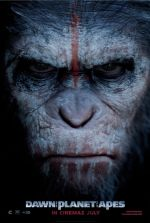 DAWN OF THE PLANET OF THE APES
IN CINEMAS JULY